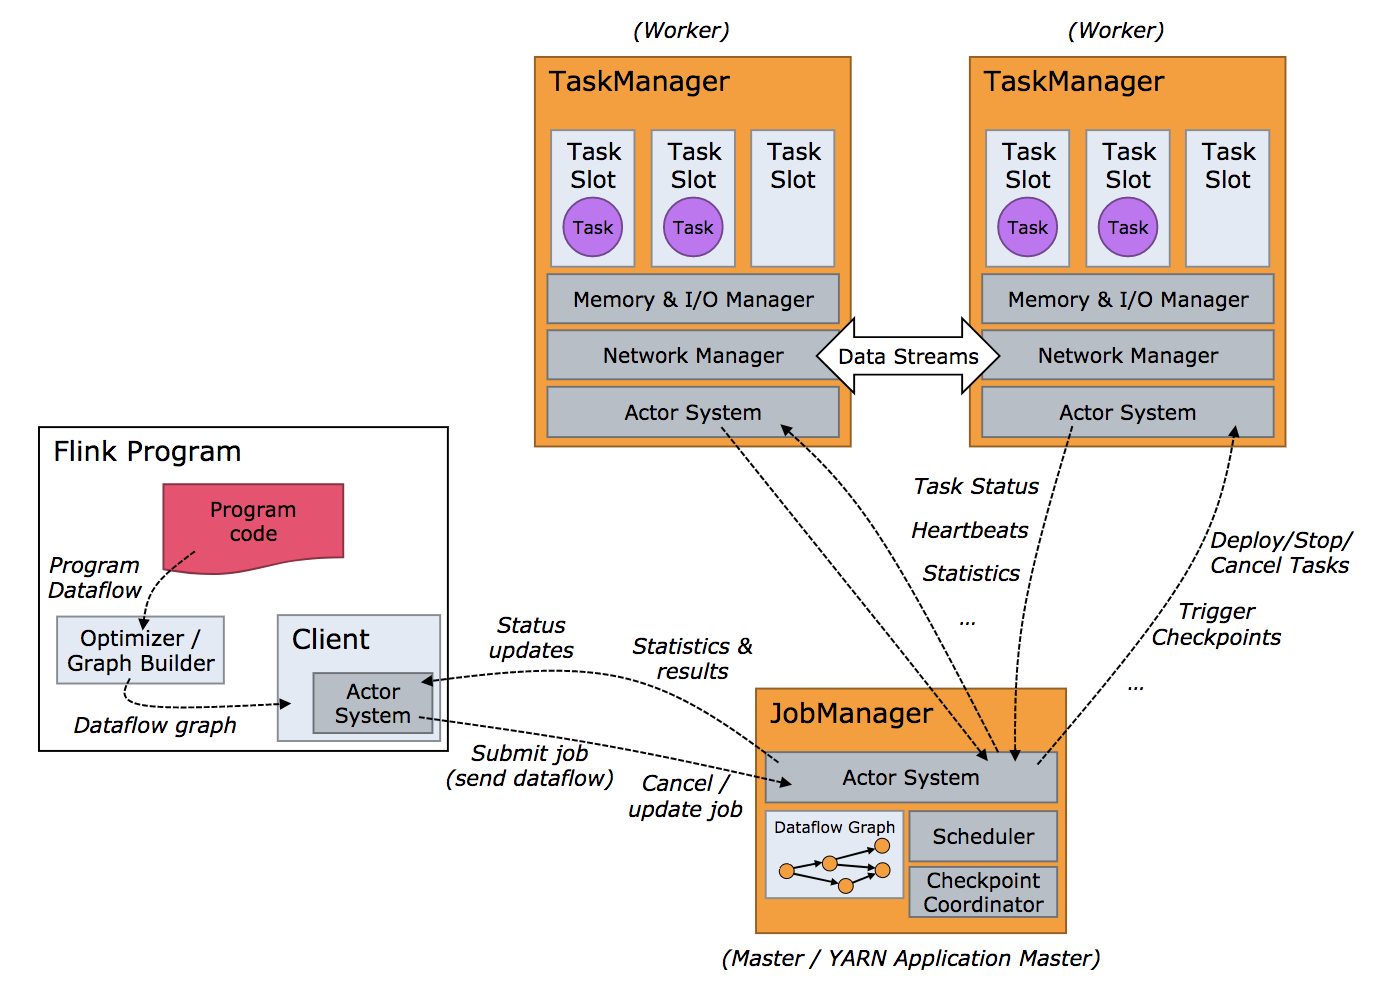 (Worker)
(Worker)
TaskManager
Task
Slot
Task
Slot
Task
Slot
Task
Task
Memory & I/O Manager
Network Manager
Actor System
TaskManager
Task
Slot
Task
Slot
Task
Slot
Task
Task
Memory & I/O Manager
Network Manager
Actor System
Data Streams
Flink Program
Program
code
Program
Dataflow
Optimizer /
Graph Builder
Dataflow graph
Client
Actor
System
Status
updates
Statistics &
results
Submit job
(send dataflow)
Cancel /
update job
Task Status
Heartbeats
Statistics
...
Deploy/Stop/
Cancel Tasks
Trigger
Checkpoints
...
JobManager
Actor System
Dataflow Graph
Scheduler
Checkpoint
Coordinator
(Master / YARN Application Master)